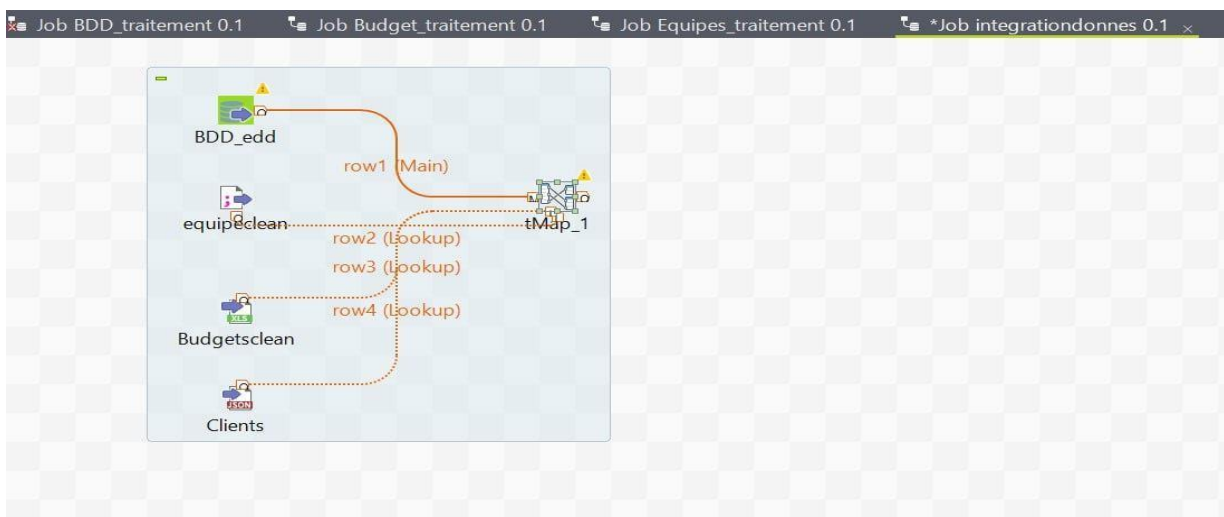 Job BDD_traitement 0.1 Job Budget_traitement 0.1 Job Equipes_traitement 0.1 *Job integrationdonnes 0.1
BDD_edd
row1 (Main)
equipeclean
tMap_1
row2 (Lookup)
row3 (Lookup)
XLS
row4 (Lookup)
Budgetsclean
JSON
Clients